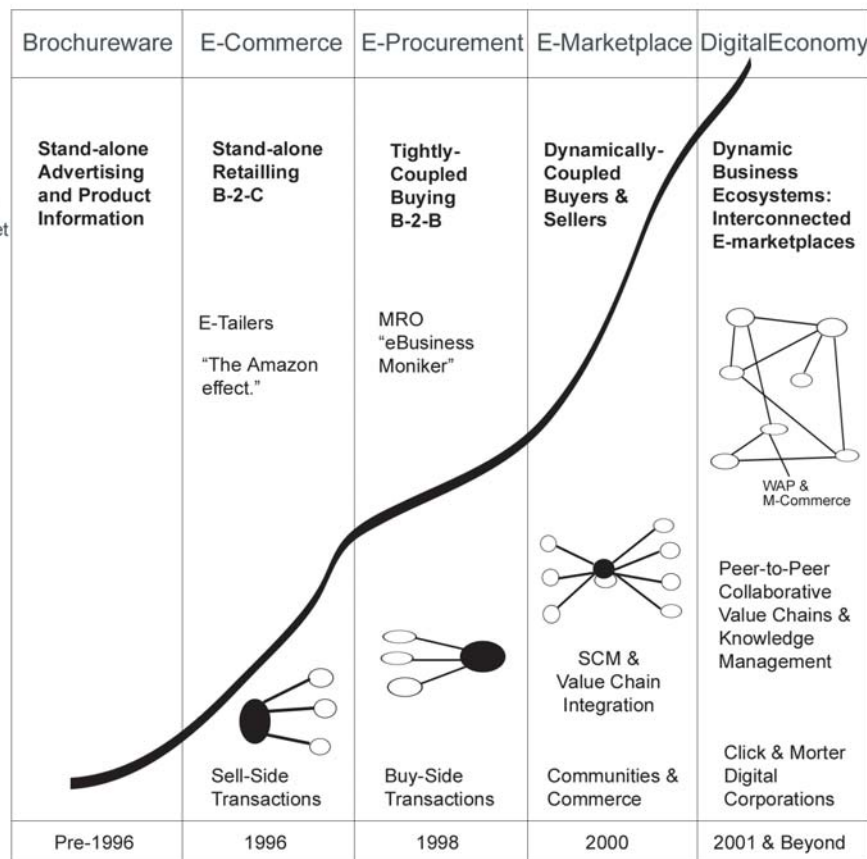 Brochureware
E-Commerce
E-Procurement
E-Marketplace
DigitalEconomy
Stand-alone
Advertising
and Product
Information
Stand-alone
Retailling
B-2-C
Tightly-
Coupled
Buying
B-2-B
Dynamically-
Coupled
Buyers &
Sellers
Dynamic
Business
Ecosystems:
Interconnected
E-marketplaces
E-Tailers
"The Amazon
effect."
MRO
"eBusiness
Moniker"
WAP &
M-Commerce
SCM &
Value Chain
Integration
Peer-to-Peer
Collaborative
Value Chains &
Knowledge
Management
Sell-Side
Transactions
Buy-Side
Transactions
Communities &
Commerce
Click & Morter
Digital
Corporations
Pre-1996
1996
1998
2000
2001 & Beyond